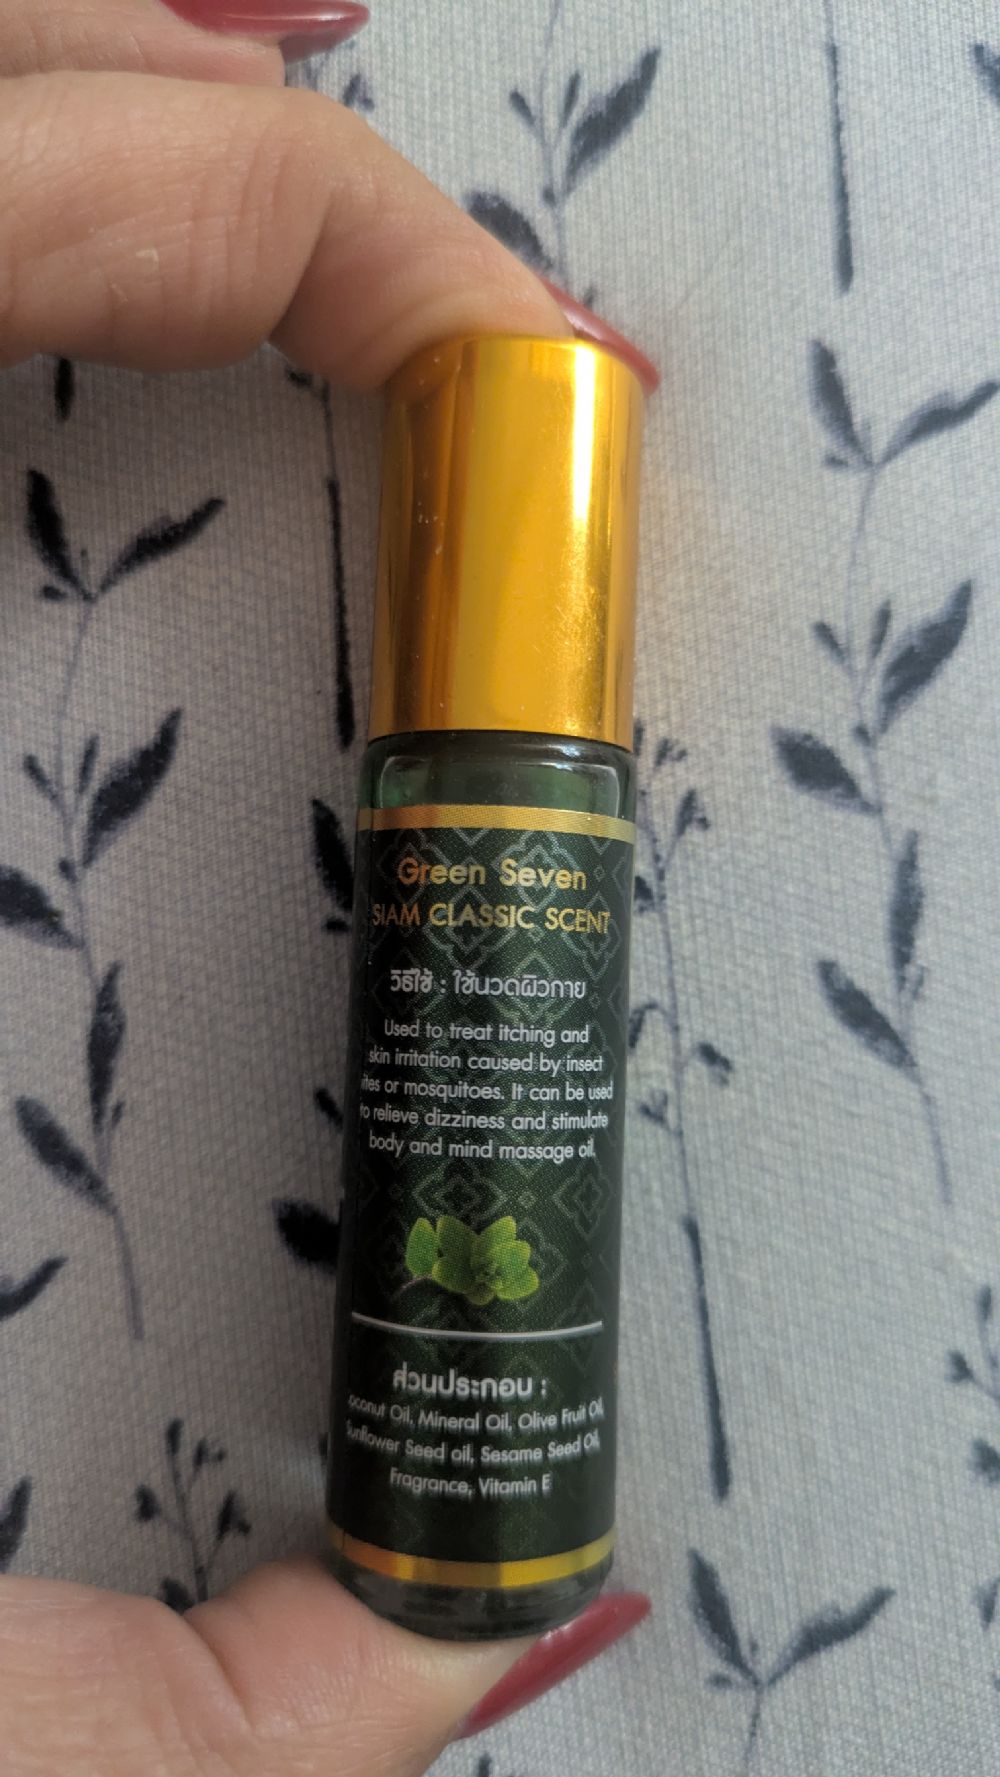 Green Seven
SIAM CLASSIC SCENT
วิธีใช้ : ใช้นวดผิวกาย
Used to treat itching and
skin irritation caused by insect
ites or mosquitoes. It can be used
to relieve dizziness and stimulate
body and mind massage oil.
ส่วนประกอบ :
oconut Oil, Mineral Oil, Olive Fruit Oil,
Sunflower Seed oil, Sesame Seed Oil,
Fragrance, Vitamin E